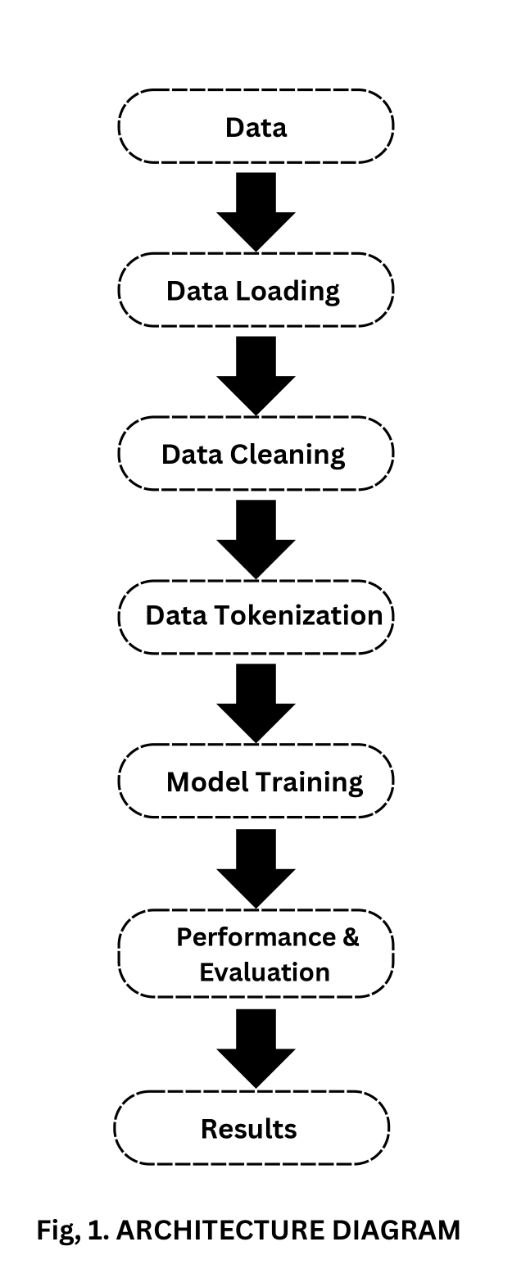 Data
Data Loading
Data Cleaning
Data Tokenization
Model Training
Performance &
Evaluation
Results
Fig, 1. ARCHITECTURE DIAGRAM